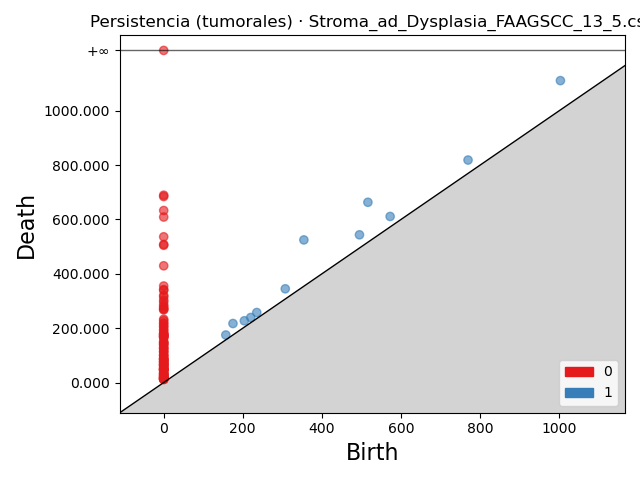 Persistencia (tumorales) · Stroma_ad_Dysplasia_FAAGSCC_13_5.cs
+∞
1000.000
800.000
600.000
400.000
200.000
0.000
Death
0 200 400 600 800 1000
Birth
0
1